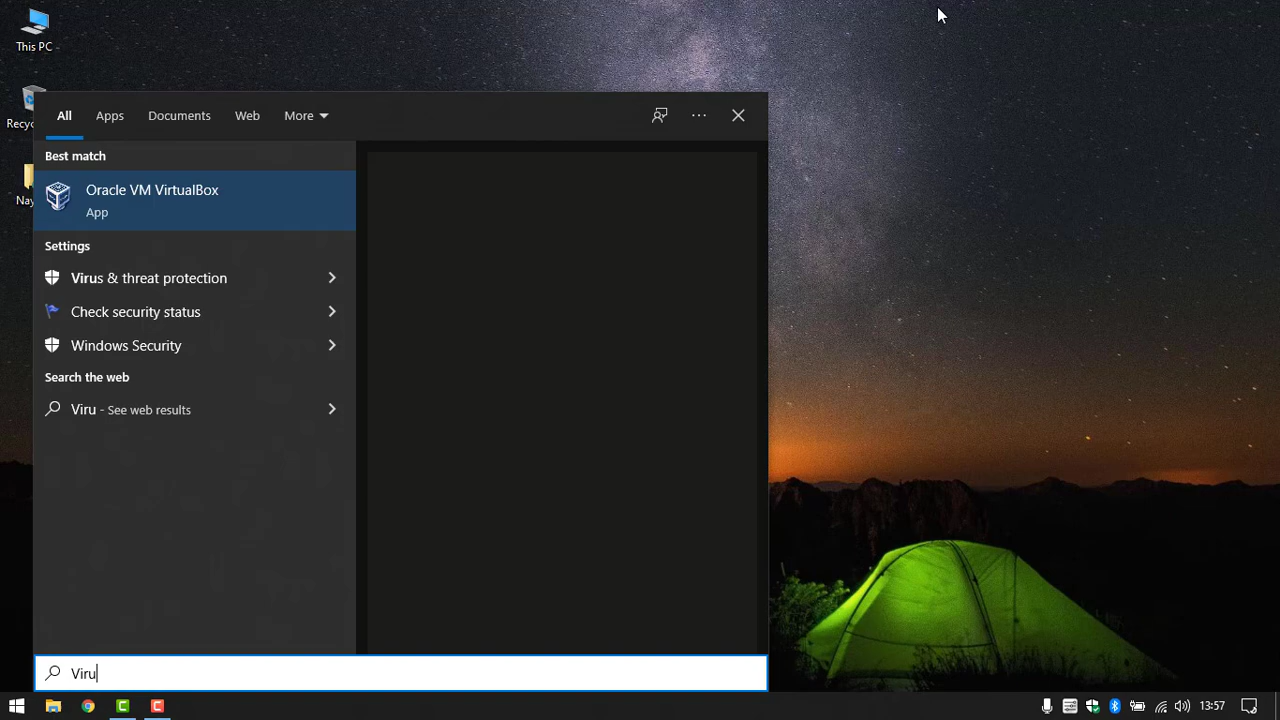 This PC
Recyc
Nay
All
Apps
Documents
Web
More
Best match
Oracle VM VirtualBox
App
Settings
Virus & threat protection
Check security status
Windows Security
Search the web
Viru - See web results
Viru
13:57